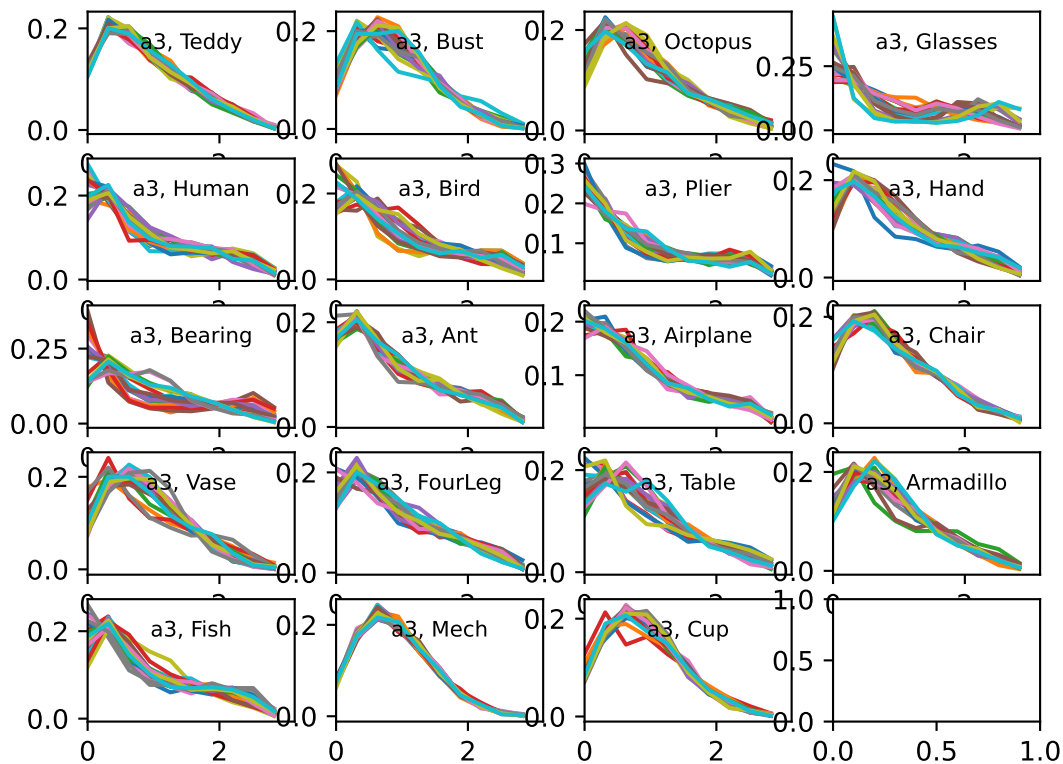 0.2 a3, Teddy 0.2 a3, Bust 0.2 a3, Octopus a3, Glasses
0.25
0.0 0.0 0.0 0.00
0.2 a3, Human 0.2 a3, Bird 0.3 a3, Plier 0.2 a3, Hand
0.2
0.1
0.0 0.0 0.0
a3, Bearing 0.2 a3, Ant 0.2 a3, Airplane 0.2 a3, Chair
0.25
0.1
0.00 0.0 0.0
0.2 a3, Vase 0.2 a3, FourLeg 0.2 a3, Table 0.2 a3, Armadillo
0.0 0.0 0.0 0.0
0.2 a3, Fish 0.2 a3, Mech 0.2 a3, Cup 1.0
0.5
0.0 0.0 0.0 0.0
0 2 0 2 0 2 0.0 0.5 1.0